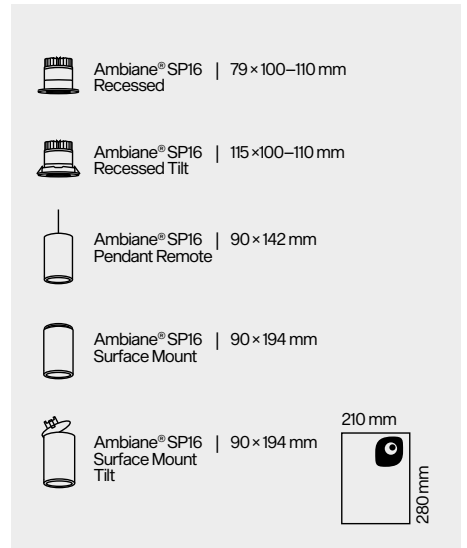 Ambiane® SP16 | 79 × 100–110 mm
Recessed
Ambiane® SP16 | 115 ×100–110 mm
Recessed Tilt
Ambiane® SP16 | 90 × 142 mm
Pendant Remote
Ambiane® SP16 | 90 × 194 mm
Surface Mount
Ambiane® SP16 | 90 × 194 mm
Surface Mount
Tilt
210 mm
280 mm